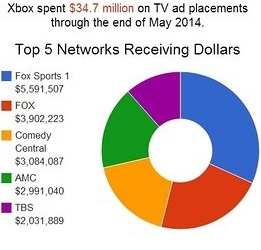 Xbox spent $34.7 million on TV ad placements
through the end of May 2014.
Top 5 Networks Receiving Dollars
Fox Sports 1
$5,591,507
FOX
$3,902,223
Comedy
Central
$3,084,087
AMC
$2,991,040
TBS
$2,031,889